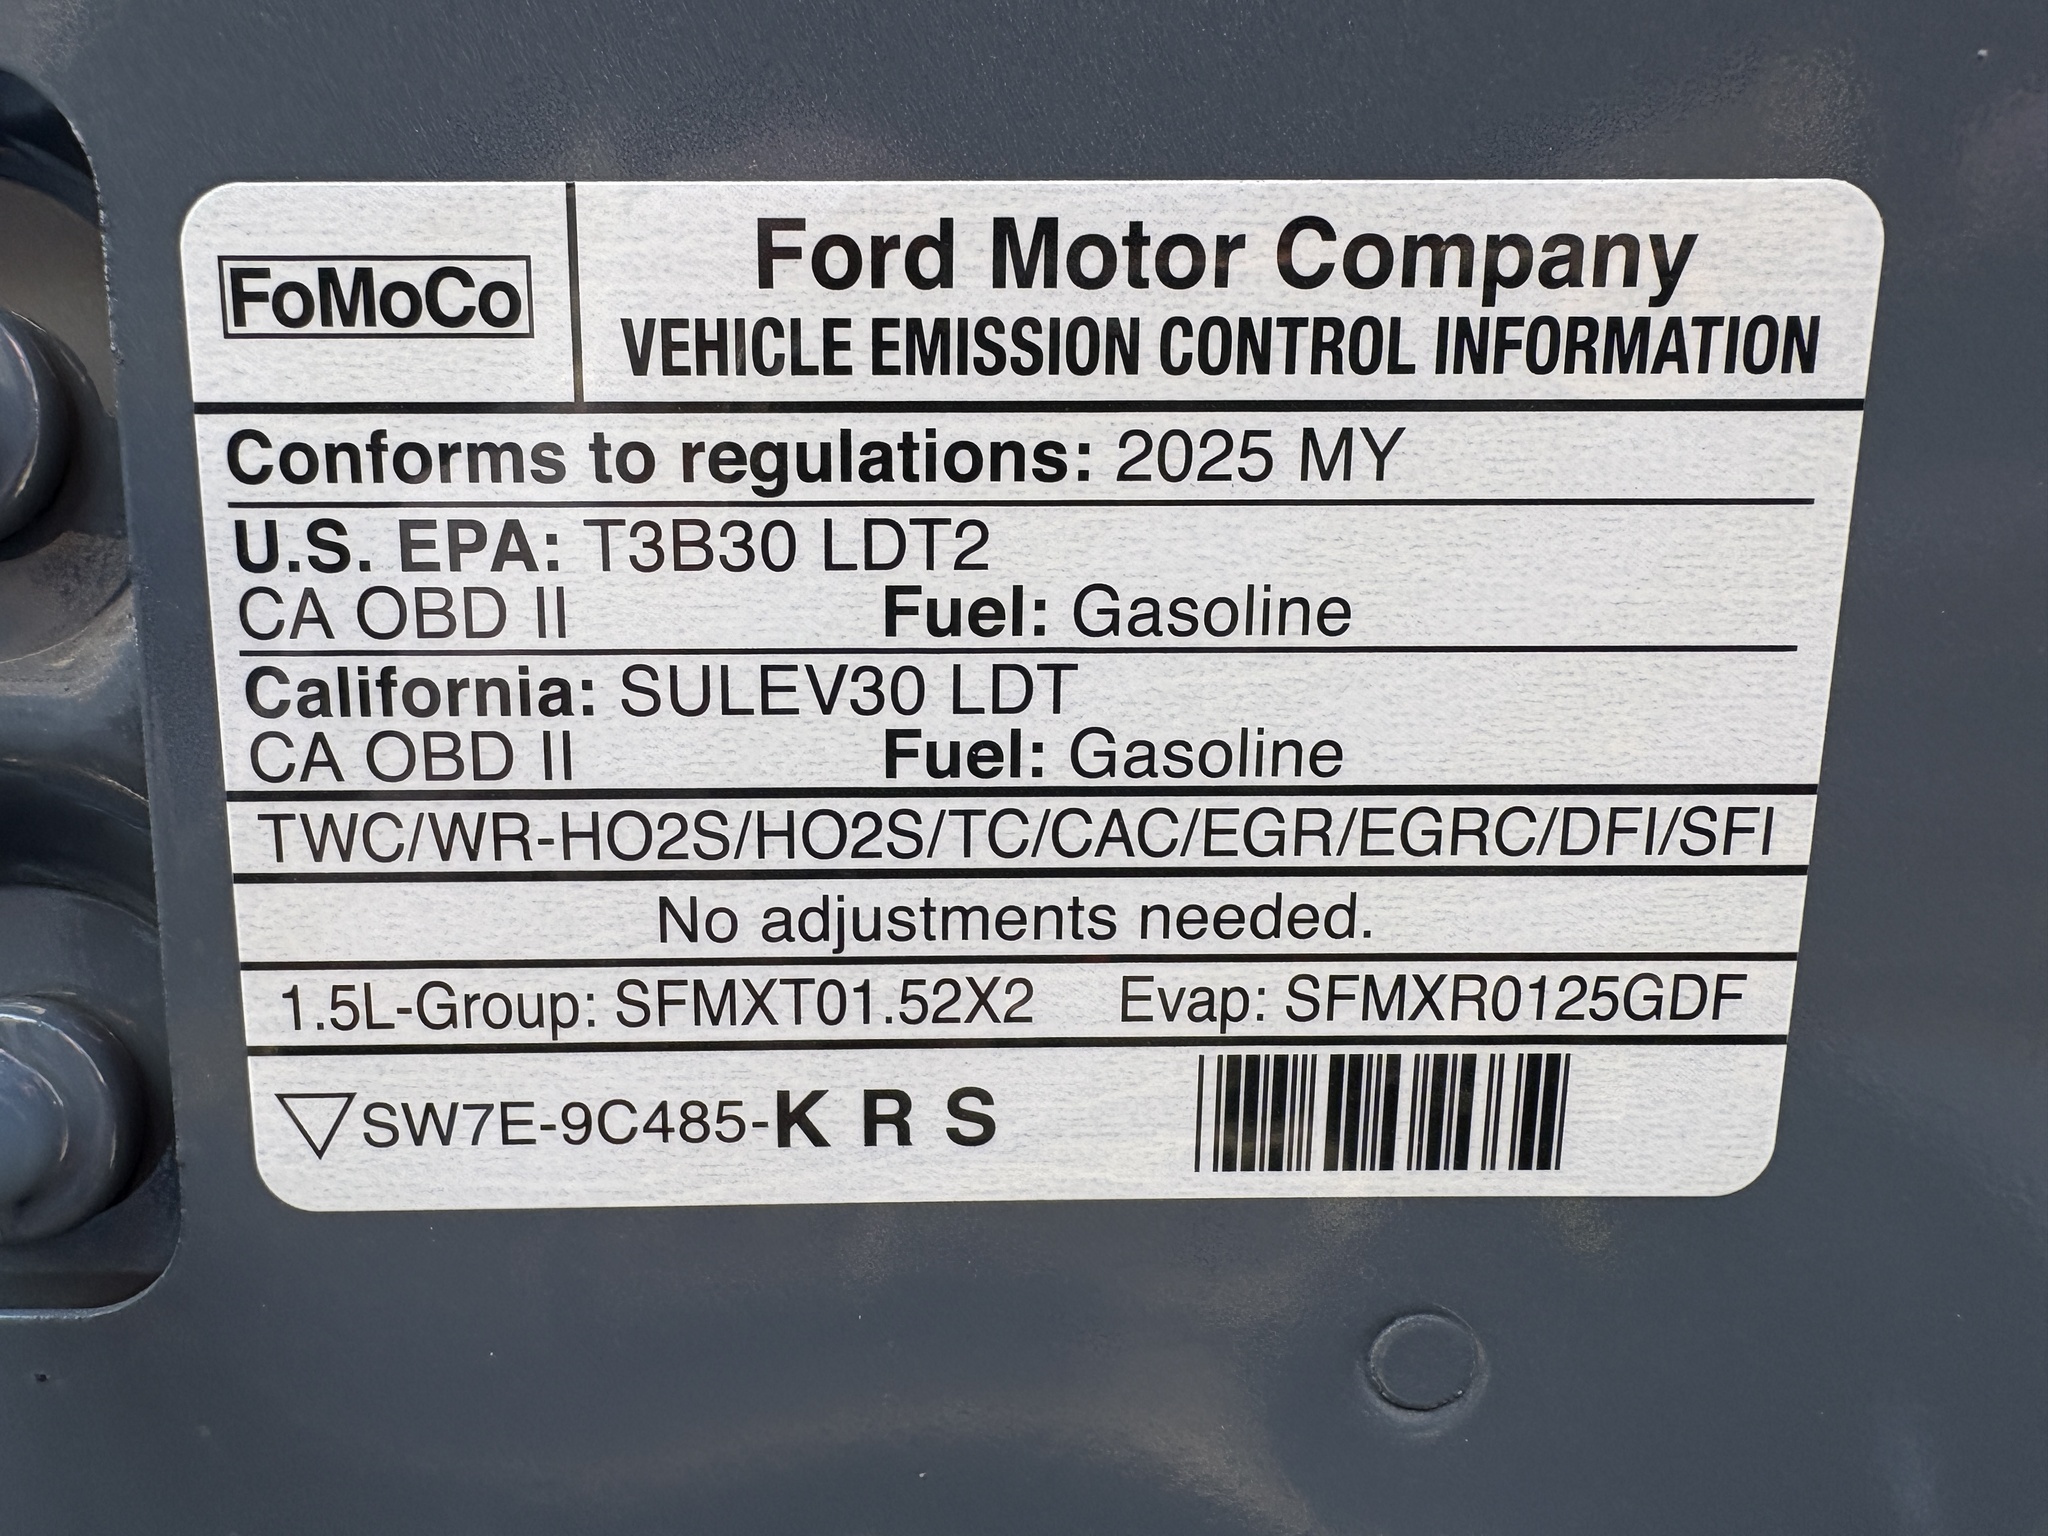 FoMoCo
Ford Motor Company
VEHICLE EMISSION CONTROL INFORMATION
Conforms to regulations: 2025 MY
U.S. EPA: T3B30 LDT2
CA OBD II Fuel: Gasoline
California: SULEV30 LDT
CA OBD II Fuel: Gasoline
TWC/WR-HO2S/HO2S/TC/CAC/EGR/EGRC/DFI/SFI
No adjustments needed.
1.5L-Group: SFMXT01.52X2 Evap: SFMXR0125GDF
SW7E-9C485-K R S